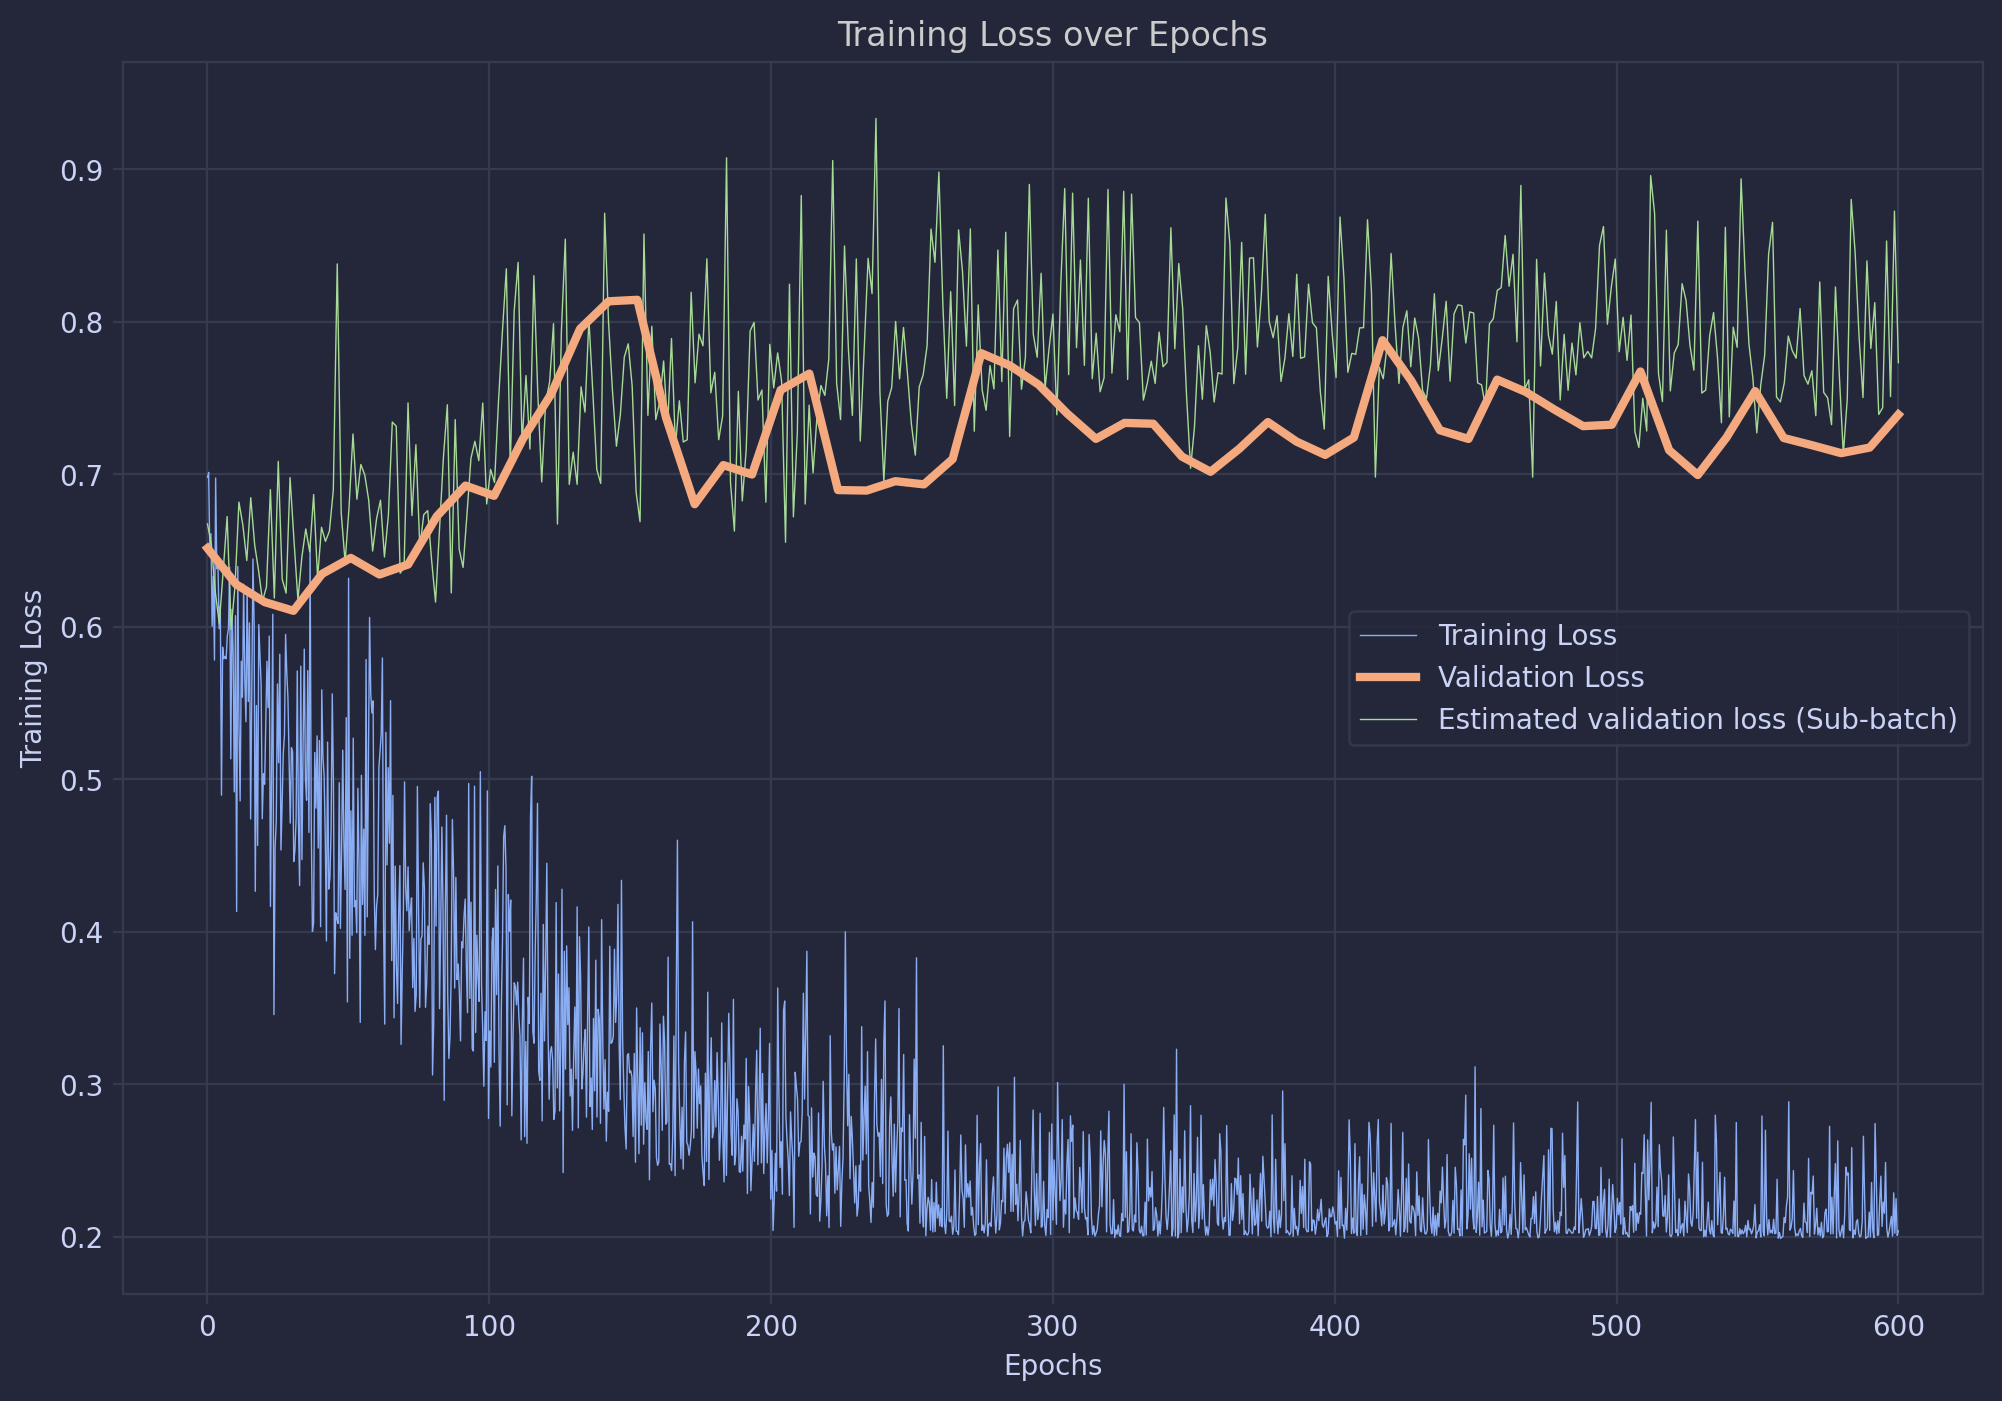 Training Loss over Epochs
0.9
0.8
0.7
0.6
0.5
0.4
0.3
0.2
Training Loss
Training Loss
Validation Loss
Estimated validation loss (Sub-batch)
0 100 200 300 400 500 600
Epochs